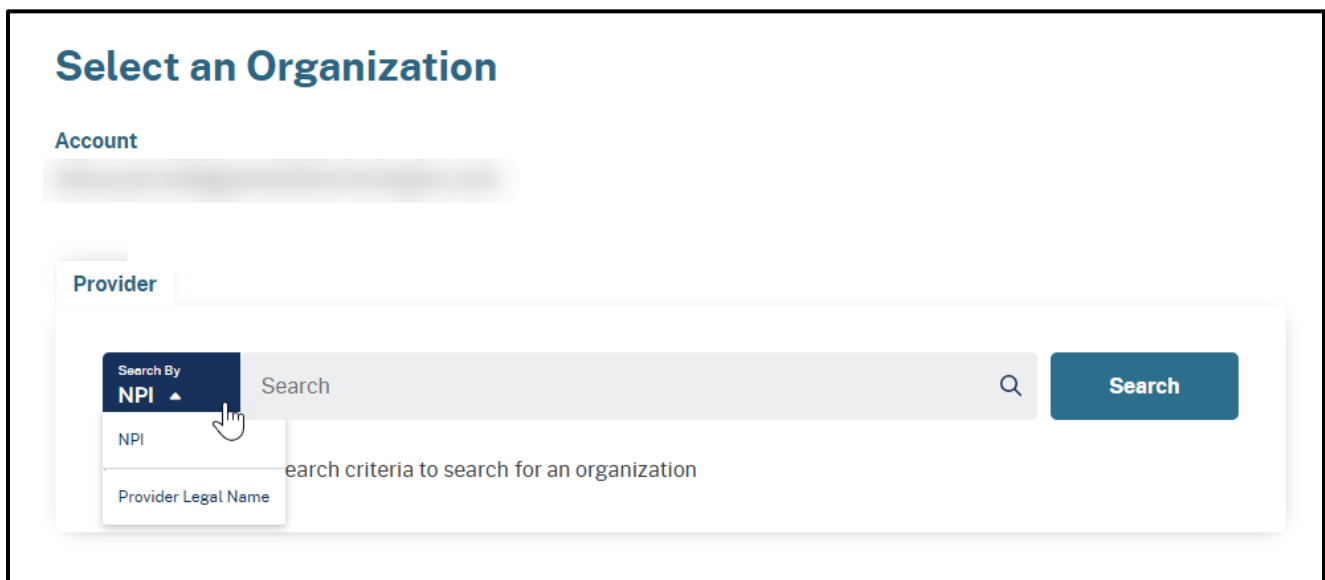 Select an Organization
Account
Provider
Search By
NPI
Search
Search
NPI
earch criteria to search for an organization
Provider Legal Name